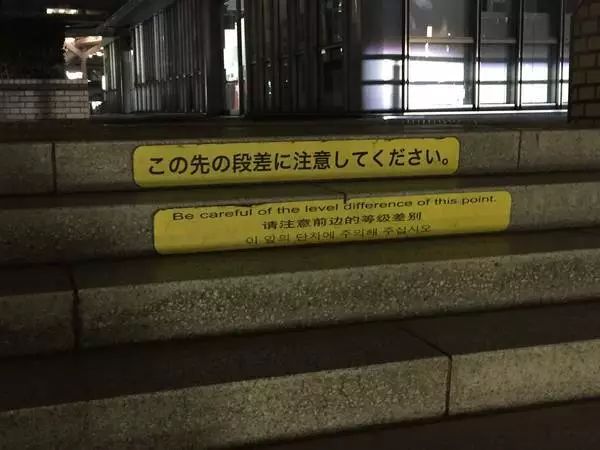 この先の段差に注意してください。
Be careful of the level difference of this point.
请注意前边的等级差别
이 앞의 단차에 주의해 주십시오